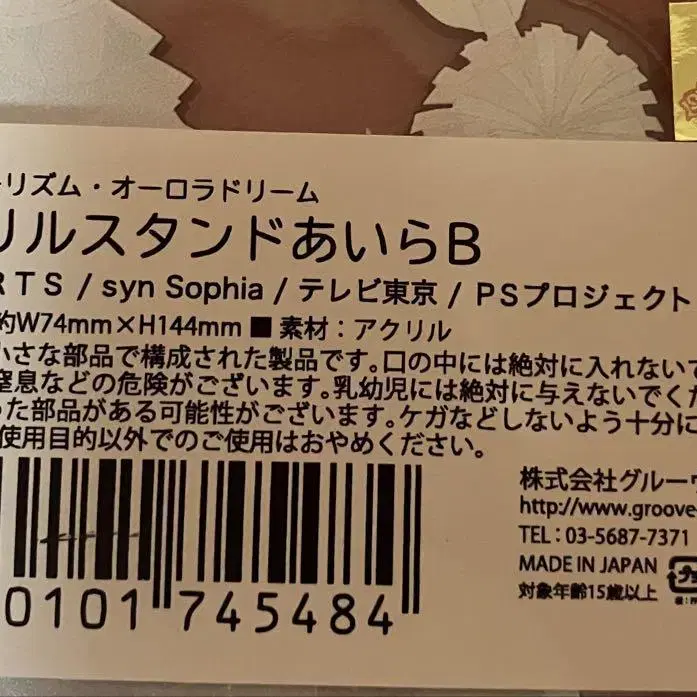 リズム・オーロラドリーム
リルスタンドあいらB
RTS / syn Sophia / テレビ東京 / PSプロジェクト
約W74mm×H144mm ■ 素材：アクリル
小さな部品で構成された製品です。口の中には絶対に入れないで
窒息などの危険がございます。乳幼児には絶対に与えないでくだ
った部品がある可能性がございます。ケガなどしないよう十分に
使用目的以外でのご使用はおやめください。
0101 745484
株式会社グルーヴ
http://www.groove-
TEL：03-5687-7371
MADE IN JAPAN
対象年齢15歳以上